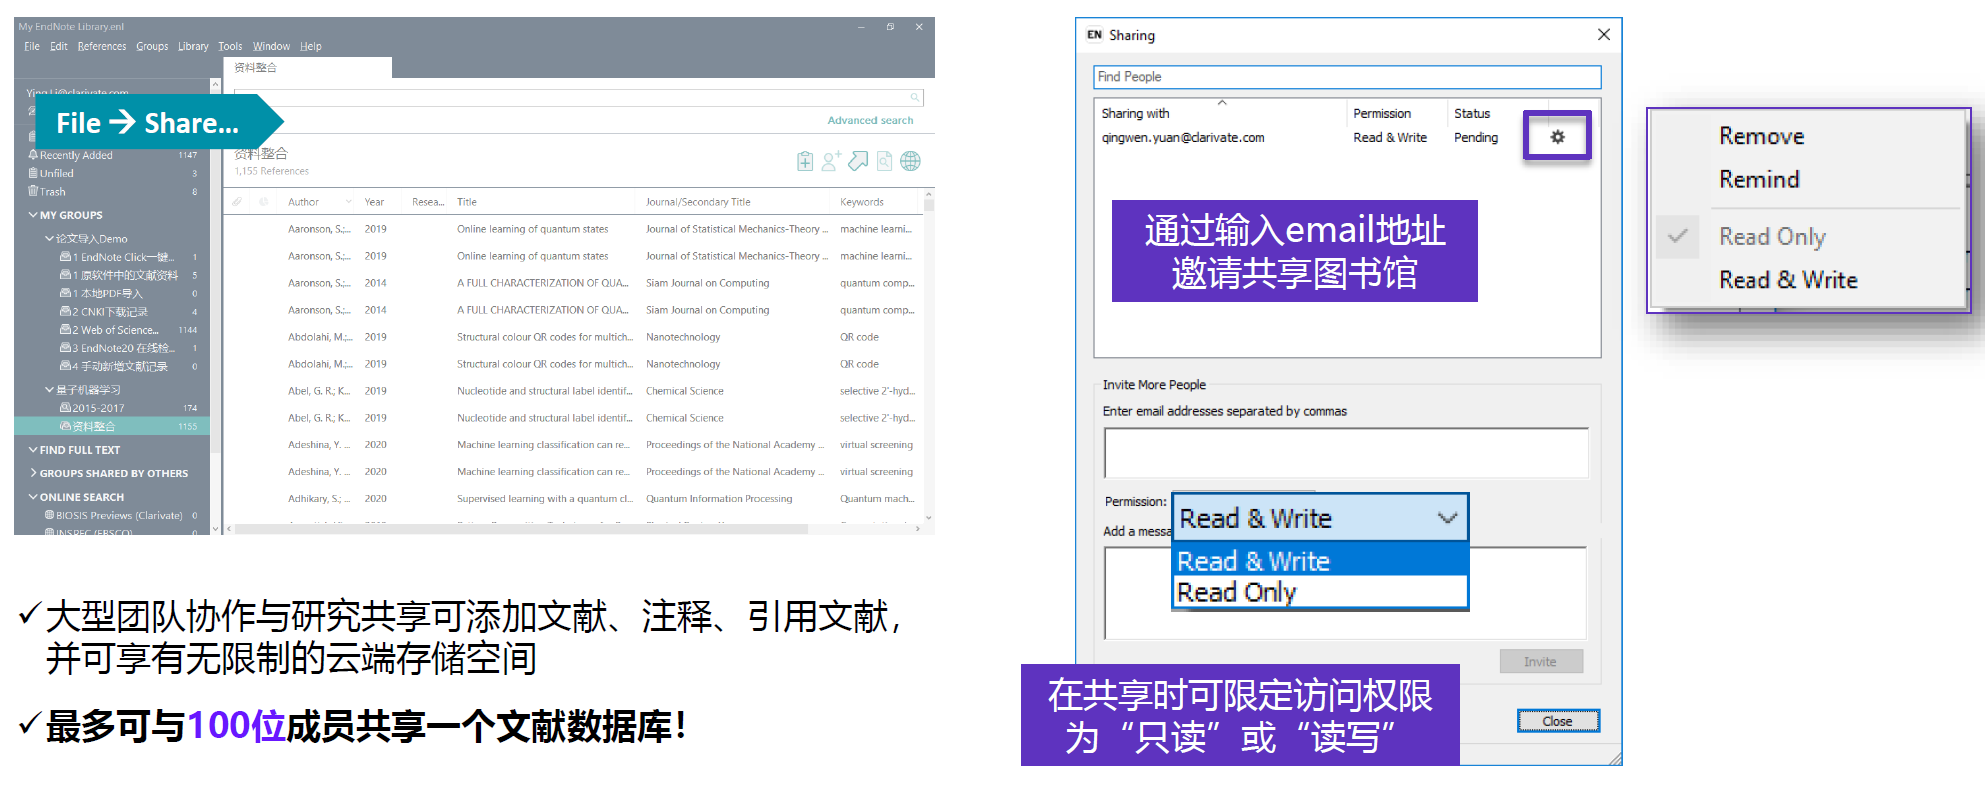 My EndNote Library.enl
File Edit References Groups Library Tools Window Help
资料整合
File → Share...
Advanced search
Recently Added 1147
Unfiled 3
Trash 8
MY GROUPS
论文导入Demo
1 EndNote Click一键... 1
1 原软件中的文献资料 5
1 本地PDF导入 0
2 CNKI下载记录 4
2 Web of Science... 1144
3 EndNote20 在线检... 1
4 手动新增文献记录 0
量子机器学习
2015-2017 174
资料整合 1155
FIND FULL TEXT
GROUPS SHARED BY OTHERS
ONLINE SEARCH
BIOSIS Previews (Clarivate) 0
INSPEC (EBSCO) 0
资料整合
1,155 References
Author Year Resea... Title Journal/Secondary Title Keywords
Aaronson, S.;... 2019 Online learning of quantum states Journal of Statistical Mechanics-Theory ... machine learni...
Aaronson, S.;... 2019 Online learning of quantum states Journal of Statistical Mechanics-Theory ... machine learni...
Aaronson, S.;... 2014 A FULL CHARACTERIZATION OF QUA... Siam Journal on Computing quantum comp...
Aaronson, S.;... 2014 A FULL CHARACTERIZATION OF QUA... Siam Journal on Computing quantum comp...
Abdolahi, M.;... 2019 Structural colour QR codes for multich... Nanotechnology QR code
Abdolahi, M.;... 2019 Structural colour QR codes for multich... Nanotechnology QR code
Abel, G. R.; K... 2019 Nucleotide and structural label identif... Chemical Science selective 2'-hyd...
Abel, G. R.; K... 2019 Nucleotide and structural label identif... Chemical Science selective 2'-hyd...
Adeshina, Y. ... 2020 Machine learning classification can re... Proceedings of the National Academy ... virtual screening
Adeshina, Y. ... 2020 Machine learning classification can re... Proceedings of the National Academy ... virtual screening
Adhikary, S.; ... 2020 Supervised learning with a quantum cl... Quantum Information Processing Quantum mach...
✓大型团队协作与研究共享可添加文献、注释、引用文献，
并可享有无限制的云端存储空间
✓最多可与100位成员共享一个文献数据库！
EN Sharing
Find People
Sharing with Permission Status
qingwen.yuan@clarivate.com Read & Write Pending
通过输入email地址
邀请共享图书馆
Invite More People
Enter email addresses separated by commas
Permission: Read & Write
Add a messa
Read & Write
Read Only
Invite
在共享时可限定访问权限
为“只读”或“读写”
Close
Remove
Remind
Read Only
Read & Write